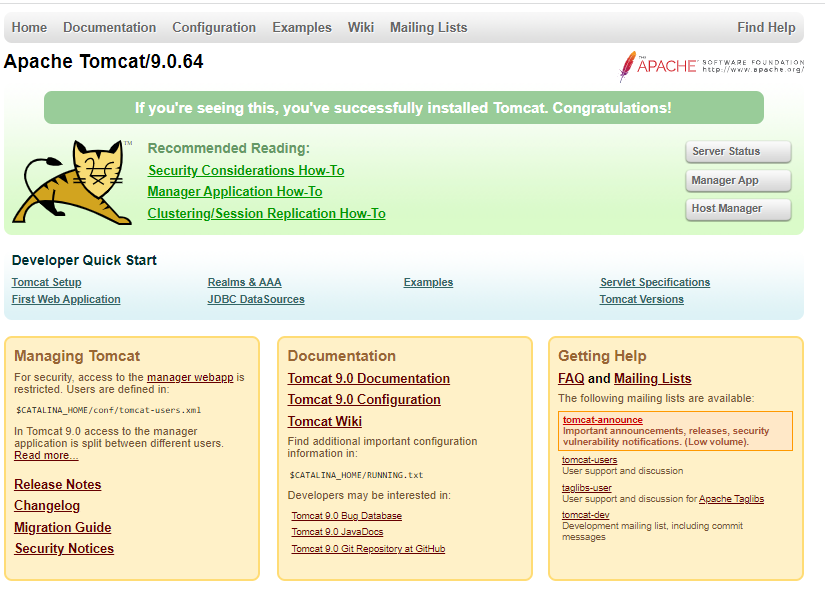 Home Documentation Configuration Examples Wiki Mailing Lists Find Help
Apache Tomcat/9.0.64
THE APACHE™ SOFTWARE FOUNDATION
http://www.apache.org/
If you're seeing this, you've successfully installed Tomcat. Congratulations!
TM
Recommended Reading:
Security Considerations How-To
Manager Application How-To
Clustering/Session Replication How-To
Server Status
Manager App
Host Manager
Developer Quick Start
Tomcat Setup
First Web Application
Realms & AAA
JDBC DataSources
Examples
Servlet Specifications
Tomcat Versions
Managing Tomcat
For security, access to the manager webapp is
restricted. Users are defined in:
$CATALINA_HOME/conf/tomcat-users.xml
In Tomcat 9.0 access to the manager
application is split between different users.
Read more...
Release Notes
Changelog
Migration Guide
Security Notices
Documentation
Tomcat 9.0 Documentation
Tomcat 9.0 Configuration
Tomcat Wiki
Find additional important configuration
information in:
$CATALINA_HOME/RUNNING.txt
Developers may be interested in:
Tomcat 9.0 Bug Database
Tomcat 9.0 JavaDocs
Tomcat 9.0 Git Repository at GitHub
Getting Help
FAQ and Mailing Lists
The following mailing lists are available:
tomcat-announce
Important announcements, releases, security
vulnerability notifications. (Low volume).
tomcat-users
User support and discussion
taglibs-user
User support and discussion for Apache Taglibs
tomcat-dev
Development mailing list, including commit
messages